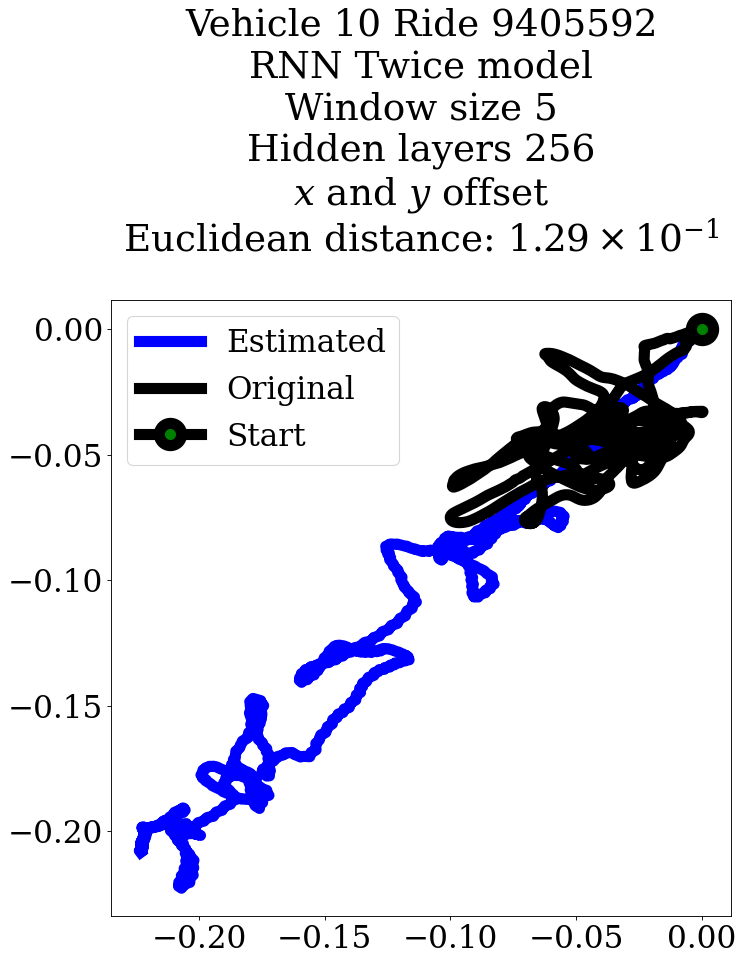 Vehicle 10 Ride 9405592
RNN Twice model
Window size 5
Hidden layers 256
x and y offset
Euclidean distance: 1.29 × 10⁻¹
Estimated
Original
Start
0.00
−0.05
−0.10
−0.15
−0.20
−0.20 −0.15 −0.10 −0.05 0.00